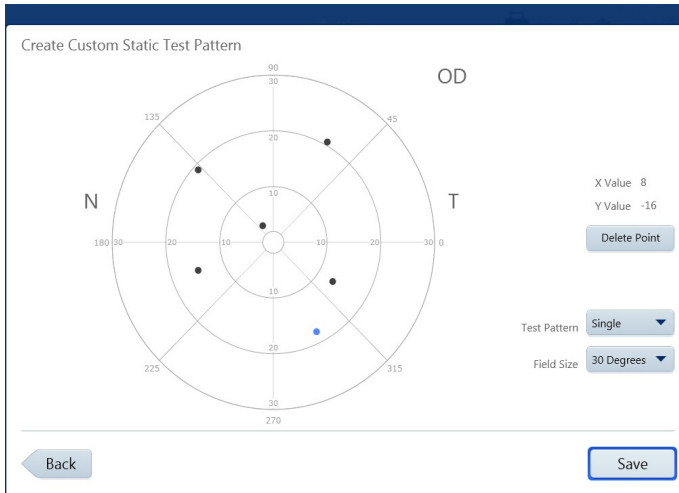 Create Custom Static Test Pattern
OD
90
30
135
45
20
10
N
T
X Value 8
Y Value -16
Delete Point
180 30 20 10 10 20 30 0
10
20
Test Pattern Single
Field Size 30 Degrees
225
315
30
270
Back
Save